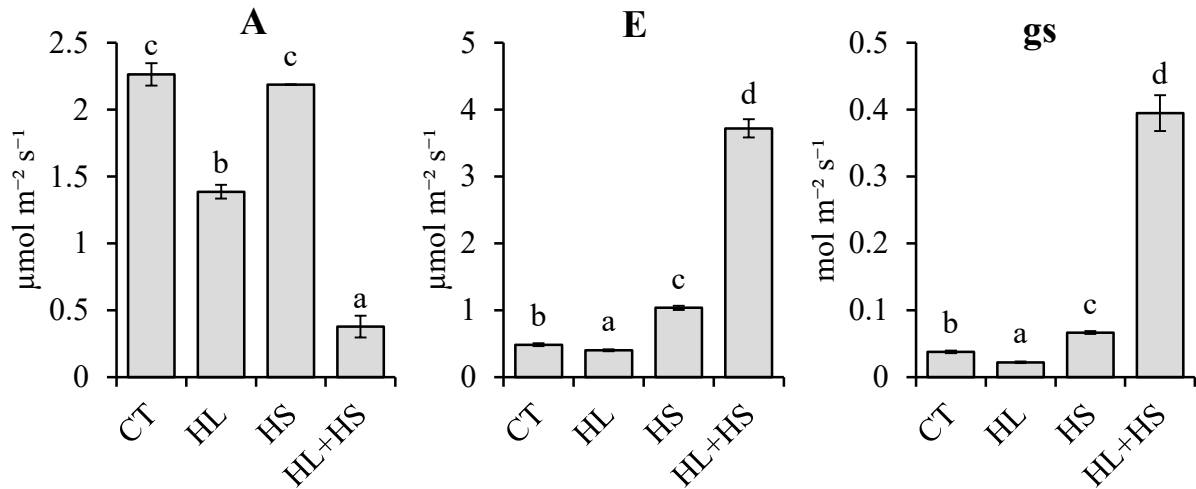 A
µmol m⁻² s⁻¹
2.5
2
1.5
1
0.5
0
c
b
c
a
CT
HL
HS
HL+HS
E
µmol m⁻² s⁻¹
5
4
3
2
1
0
b
a
c
d
CT
HL
HS
HL+HS
gs
mol m⁻² s⁻¹
0.5
0.4
0.3
0.2
0.1
0
b
a
c
d
CT
HL
HS
HL+HS